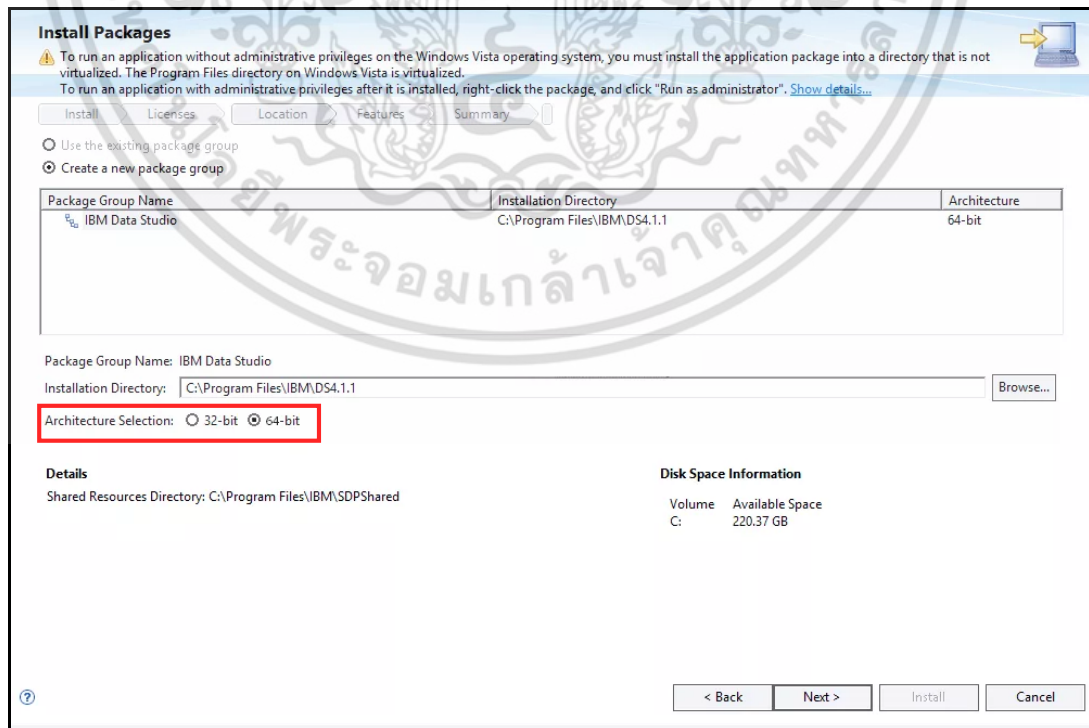 Install Packages
To run an application without administrative privileges on the Windows Vista operating system, you must install the application package into a directory that is not
virtualized. The Program Files directory on Windows Vista is virtualized.
To run an application with administrative privileges after it is installed, right-click the package, and click "Run as administrator". Show details...
Install Licenses Location Features Summary
Use the existing package group
Create a new package group
Package Group Name Installation Directory Architecture
IBM Data Studio C:\Program Files\IBM\DS4.1.1 64-bit
พระจอมเกล้าเจ้าคุณทหาร
Package Group Name: IBM Data Studio
Installation Directory: C:\Program Files\IBM\DS4.1.1 Browse...
Architecture Selection: 32-bit 64-bit
Details Disk Space Information
Shared Resources Directory: C:\Program Files\IBM\SDPShared
Volume Available Space
C: 220.37 GB
? < Back Next > Install Cancel